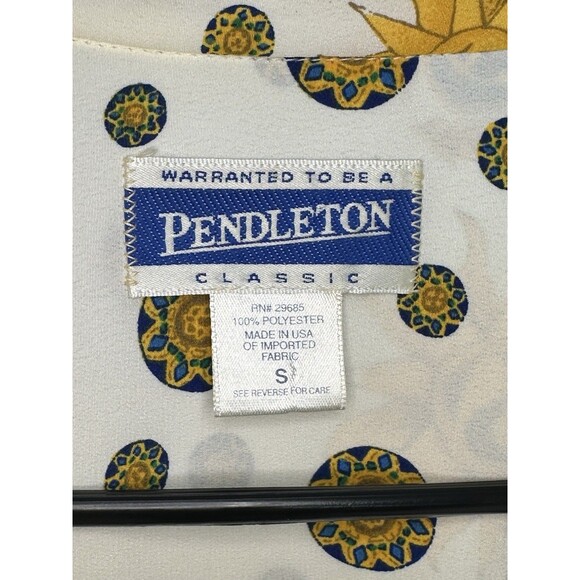 WARRANTED TO BE A
PENDLETON
CLASSIC
RN# 29685
100% POLYESTER
MADE IN USA
OF IMPORTED
FABRIC
S
SEE REVERSE FOR CARE